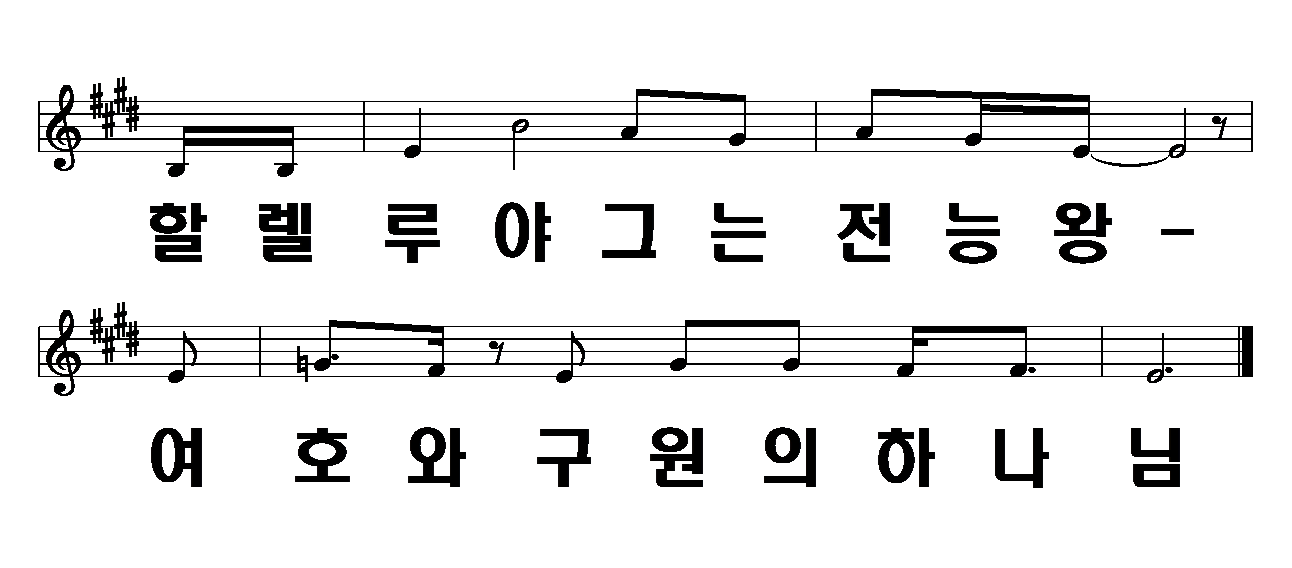 할 렐 루 야 그 는 전 능 왕 -
여 호 와 구 원 의 하 나 님